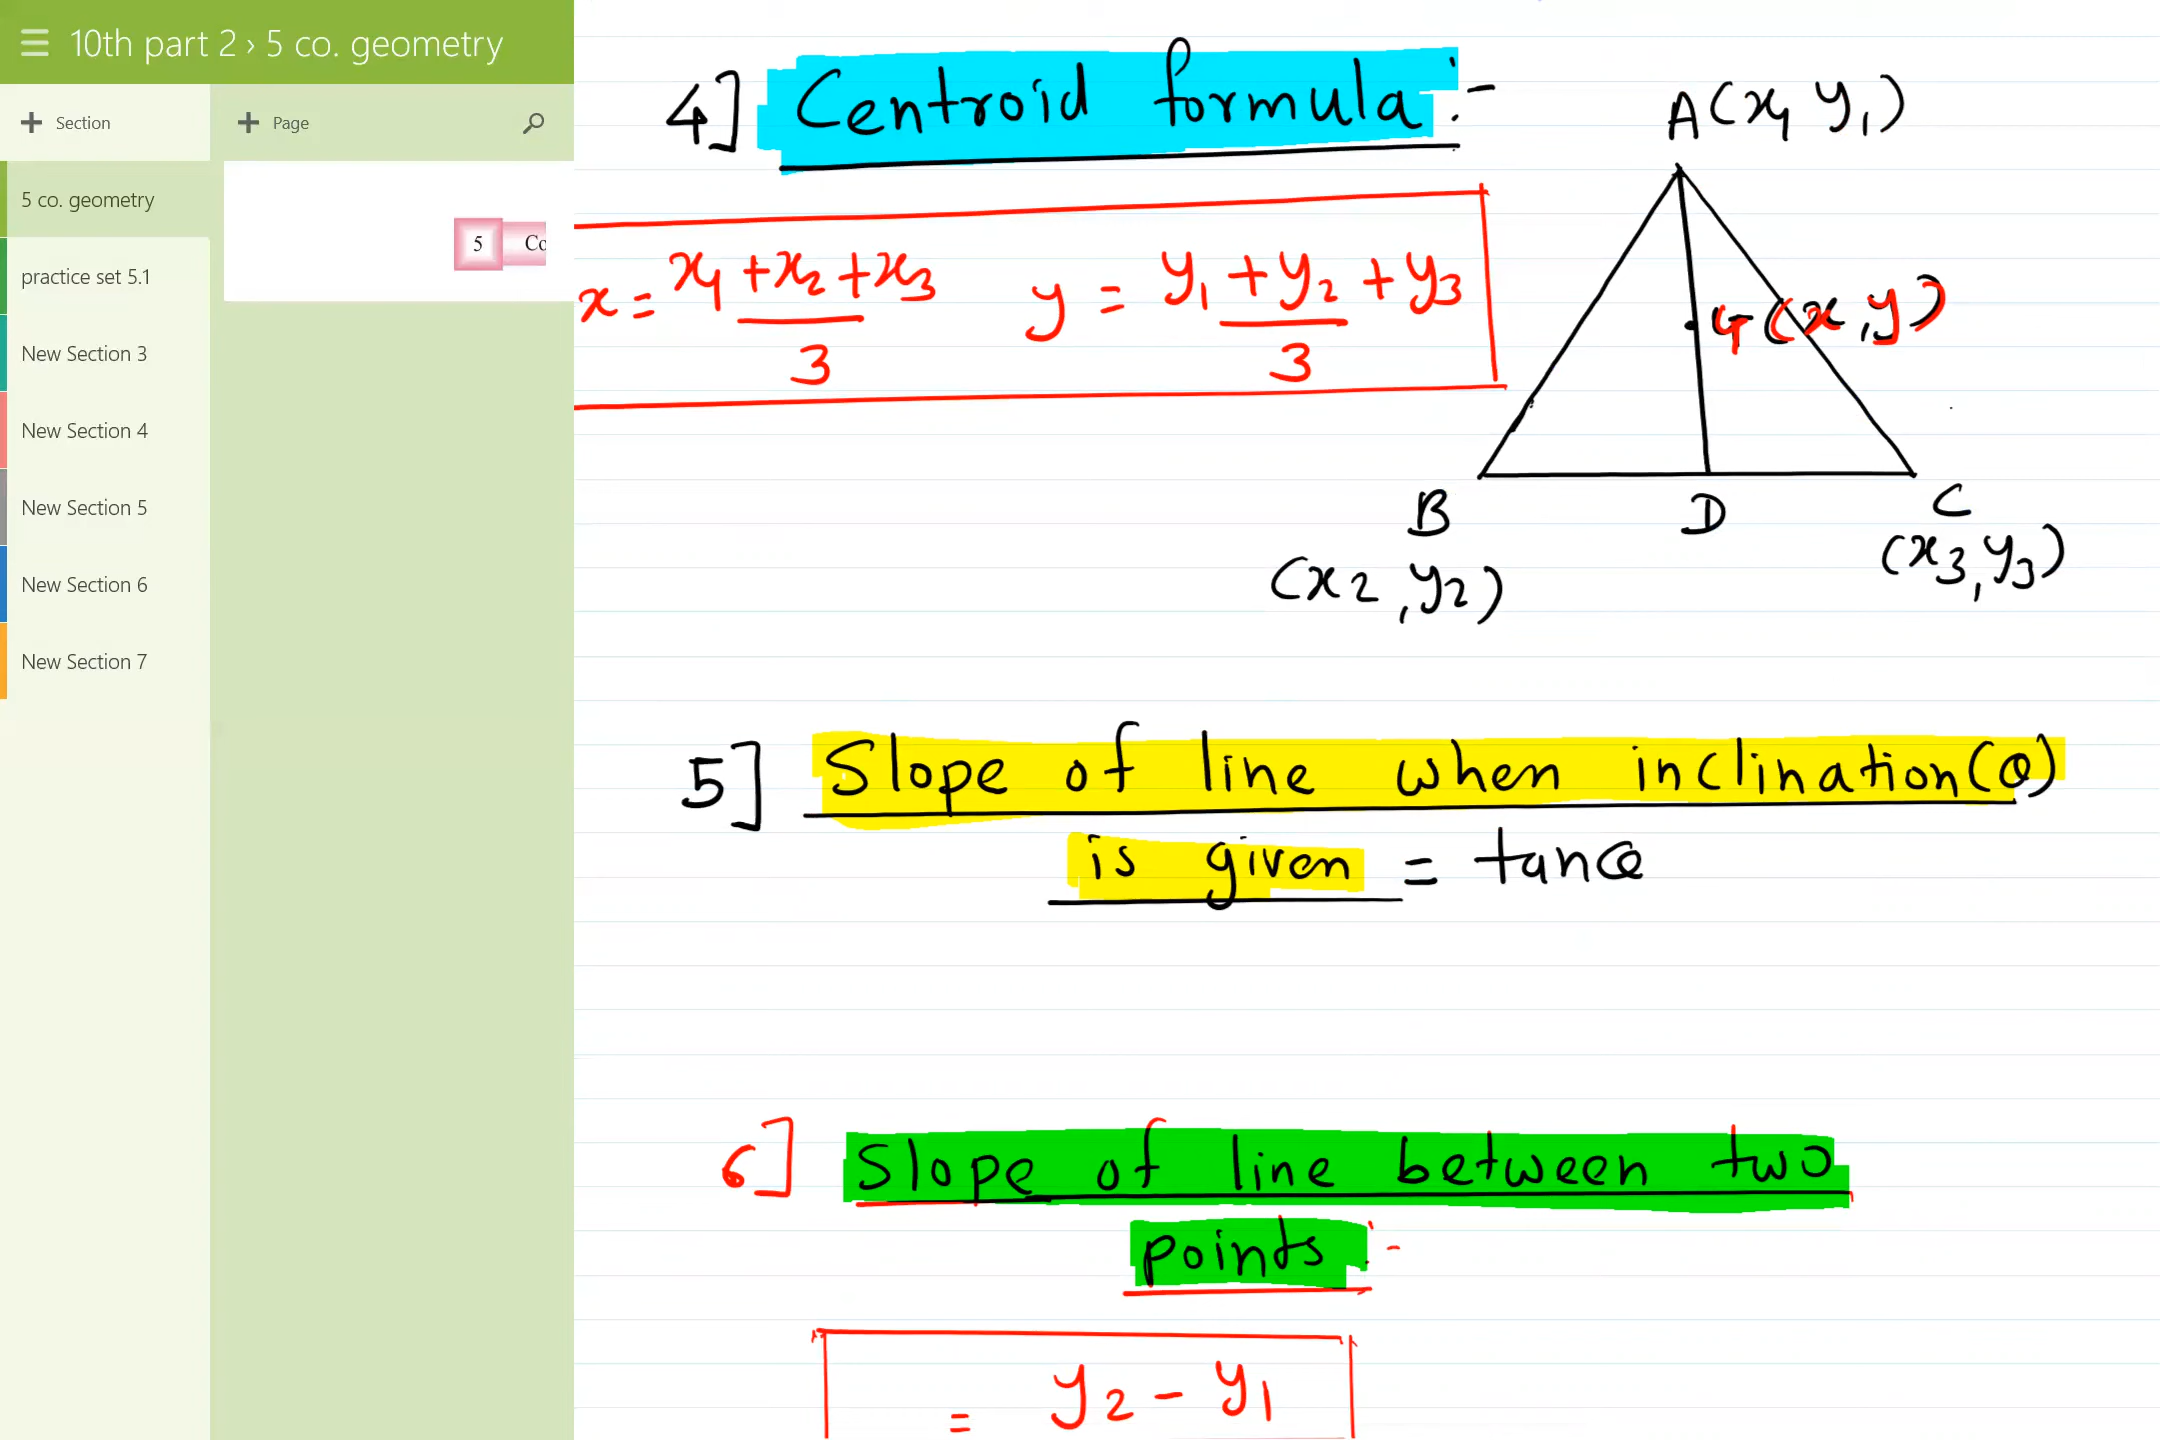 10th part 2 › 5 co. geometry
+ Section
+ Page
5 co. geometry
practice set 5.1
New Section 3
New Section 4
New Section 5
New Section 6
New Section 7
5 Co
4] Centroid formula :-
x = x1 + x2 + x3 / 3 y = y1 + y2 + y3 / 3
A(x1 y1)
G(x,y)
B D C
(x2,y2) (x3,y3)
5] Slope of line when inclination(θ)
is given = tanθ
6] Slope of line between two
points :-
= y2 - y1